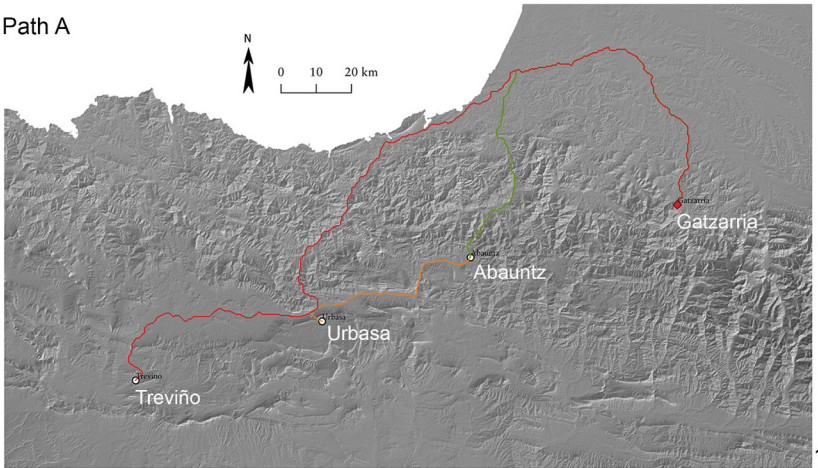 Path A
N
0 10 20 km
Gatzarria
Gatzarria
Abauntz
Abauntz
Urbasa
Urbasa
Treviño
Treviño